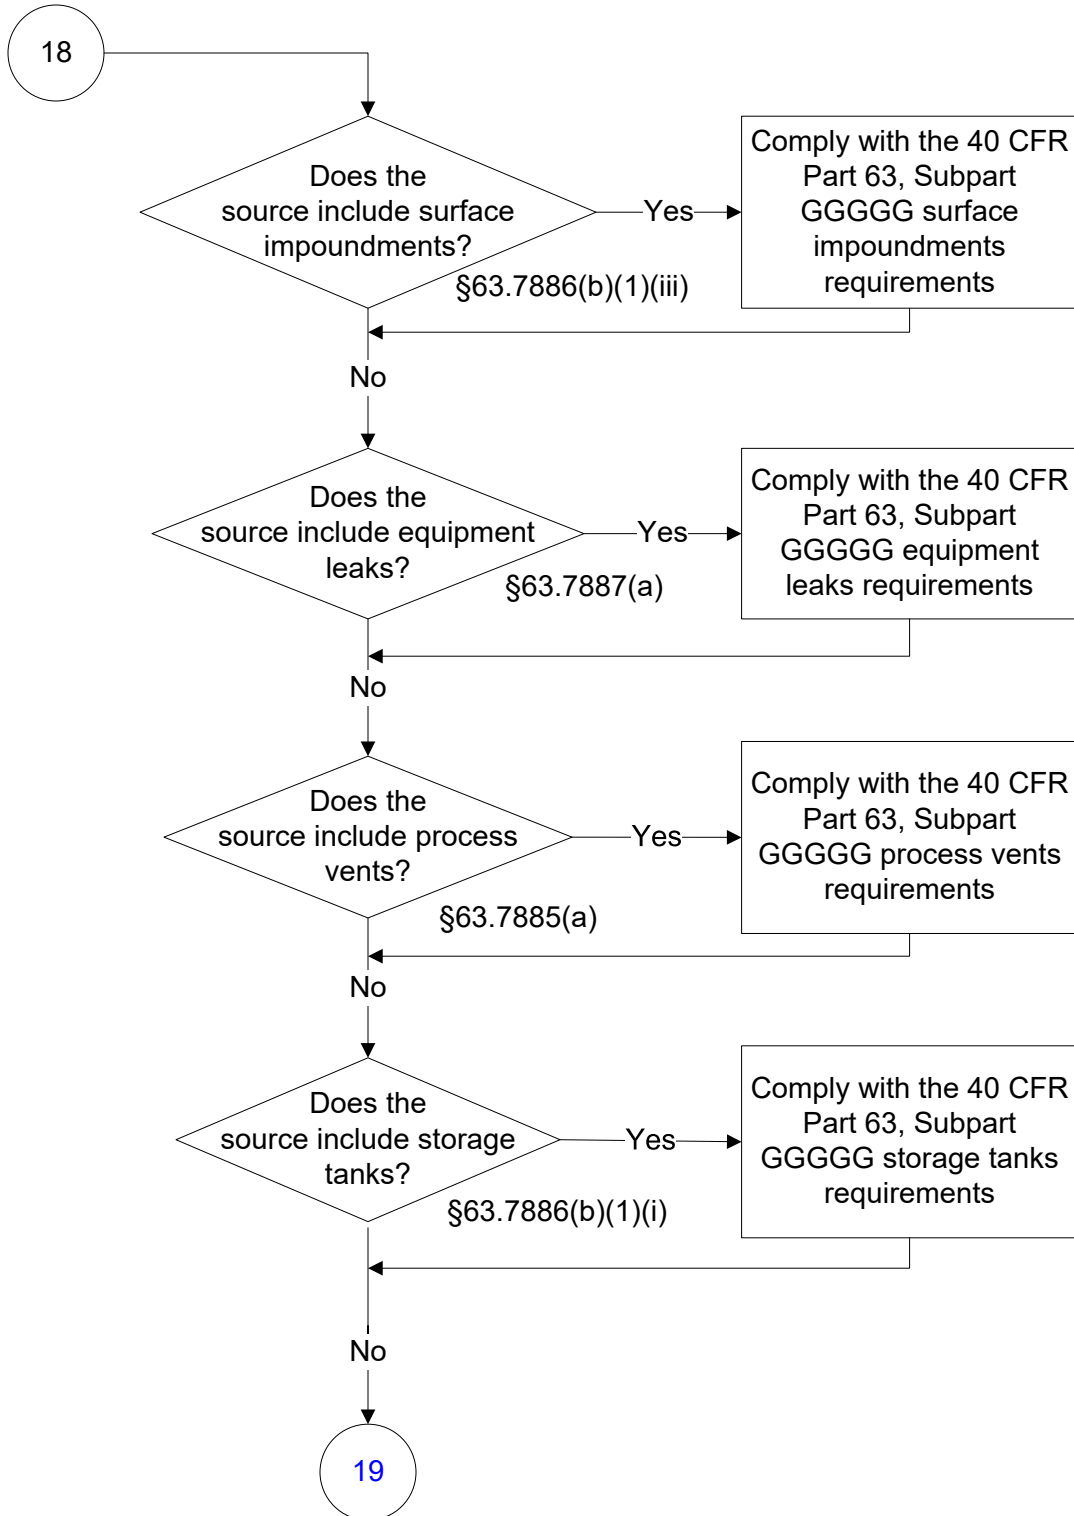 18
Does the
source include surface
impoundments?
Yes
Comply with the 40 CFR
Part 63, Subpart
GGGGG surface
impoundments
requirements
§63.7886(b)(1)(iii)
No
Does the
source include equipment
leaks?
Yes
Comply with the 40 CFR
Part 63, Subpart
GGGGG equipment
leaks requirements
§63.7887(a)
No
Does the
source include process
vents?
Yes
Comply with the 40 CFR
Part 63, Subpart
GGGGG process vents
requirements
§63.7885(a)
No
Does the
source include storage
tanks?
Yes
Comply with the 40 CFR
Part 63, Subpart
GGGGG storage tanks
requirements
§63.7886(b)(1)(i)
No
19